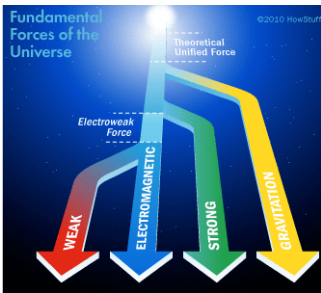 Fundamental
Forces of the
Universe
©2010 HowStuff
Theoretical
Unified Force
Electroweak
Force
WEAK
ELECTROMAGNETIC
STRONG
GRAVITATION